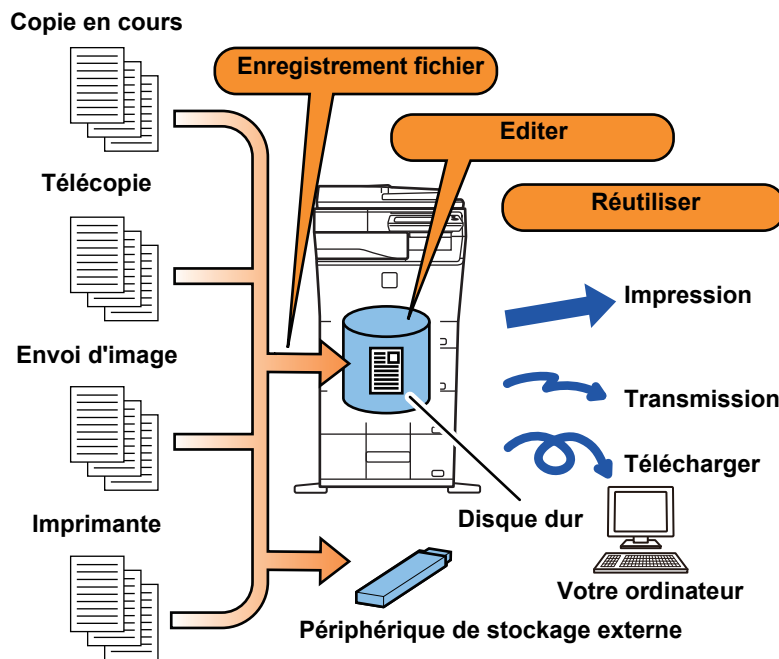 Copie en cours
Enregistrement fichier
Editer
Télécopie
Réutiliser
Impression
Envoi d'image
Transmission
Télécharger
Imprimante
Disque dur
Votre ordinateur
Périphérique de stockage externe